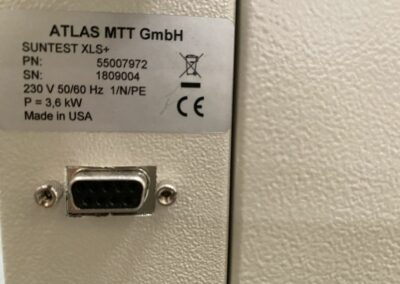 ATLAS MTT GmbH
SUNTEST XLS+
PN: 55007972
SN: 1809004
230 V 50/60 Hz 1/N/PE
P = 3,6 kW
Made in USA
CE